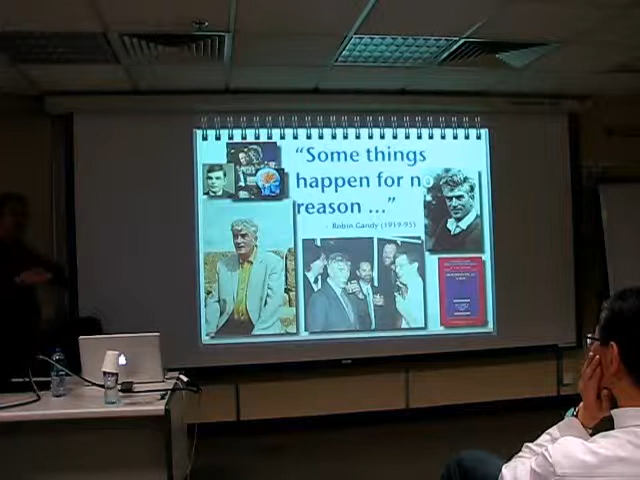 “Some things
happen for no
reason ...”
- Robin Gandy (1919-95)